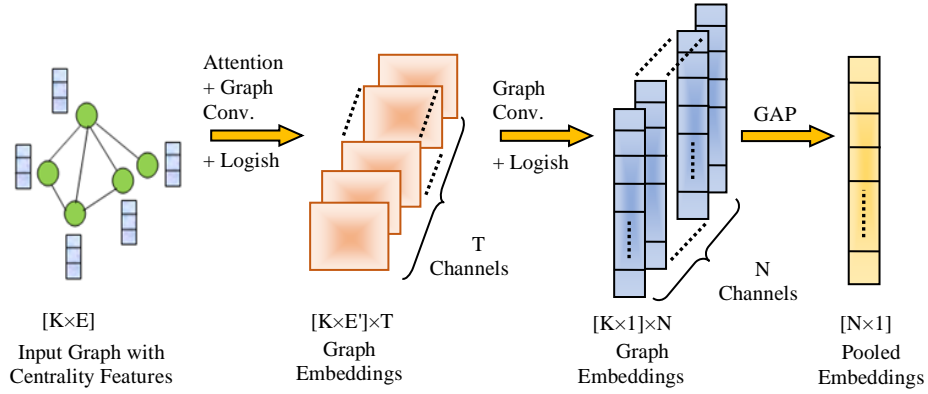 Attention
+ Graph
Conv.
+ Logish
Graph
Conv.
+ Logish
GAP
T
Channels
N
Channels
[K×E]
Input Graph with
Centrality Features
[K×E']×T
Graph
Embeddings
[K×1]×N
Graph
Embeddings
[N×1]
Pooled
Embeddings